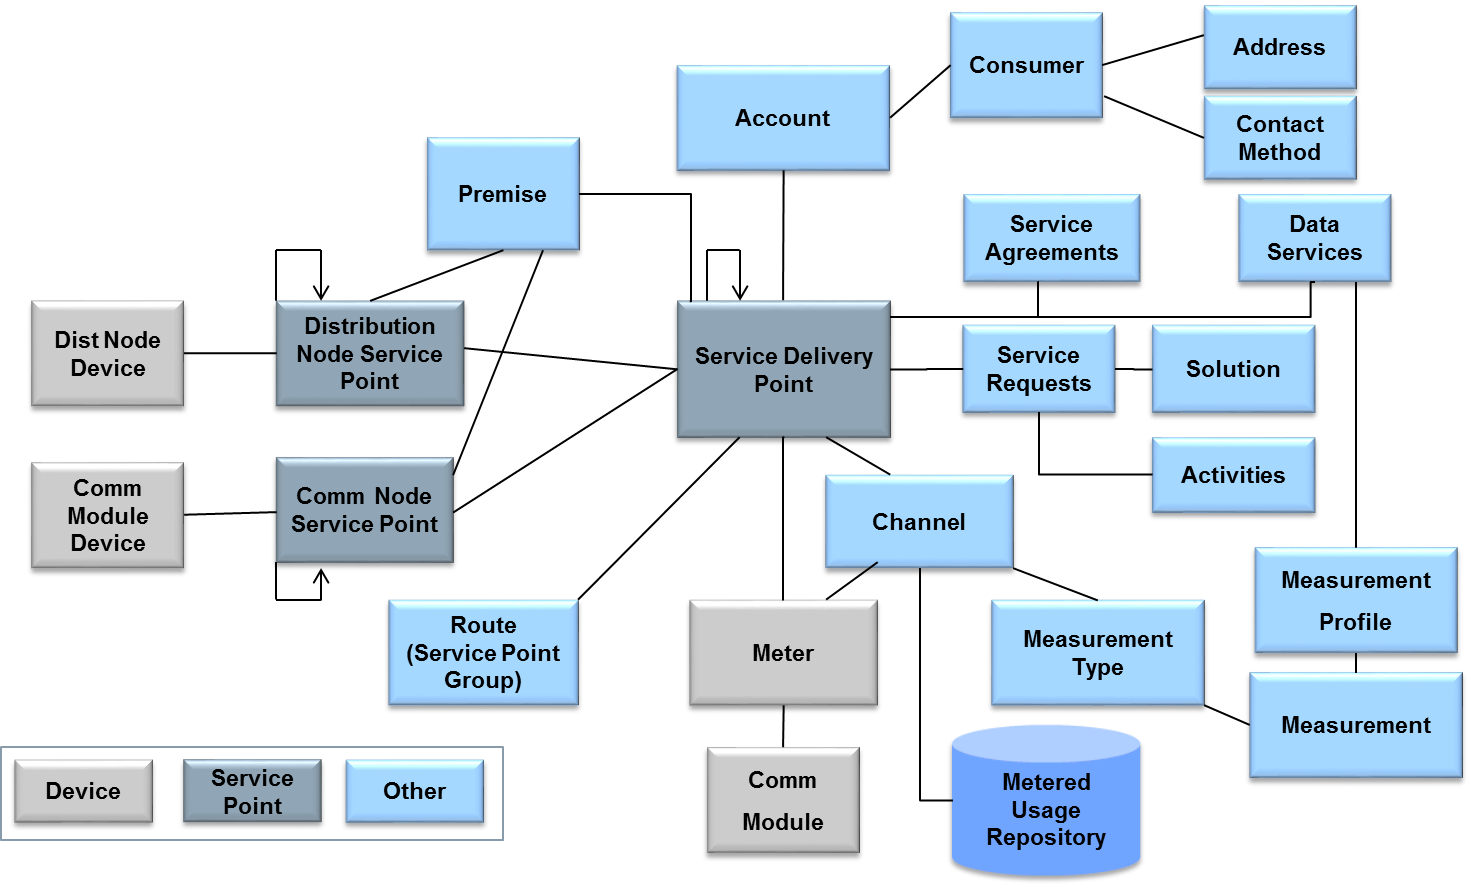 Address
Consumer
Account
Contact
Method
Premise
Service
Agreements
Data
Services
Dist Node
Device
Distribution
Node Service
Point
Service Delivery
Point
Service
Requests
Solution
Comm
Module
Device
Comm Node
Service Point
Channel
Activities
Route
(Service Point
Group)
Meter
Measurement
Type
Measurement
Profile
Measurement
Comm
Module
Metered
Usage
Repository
Device
Service
Point
Other